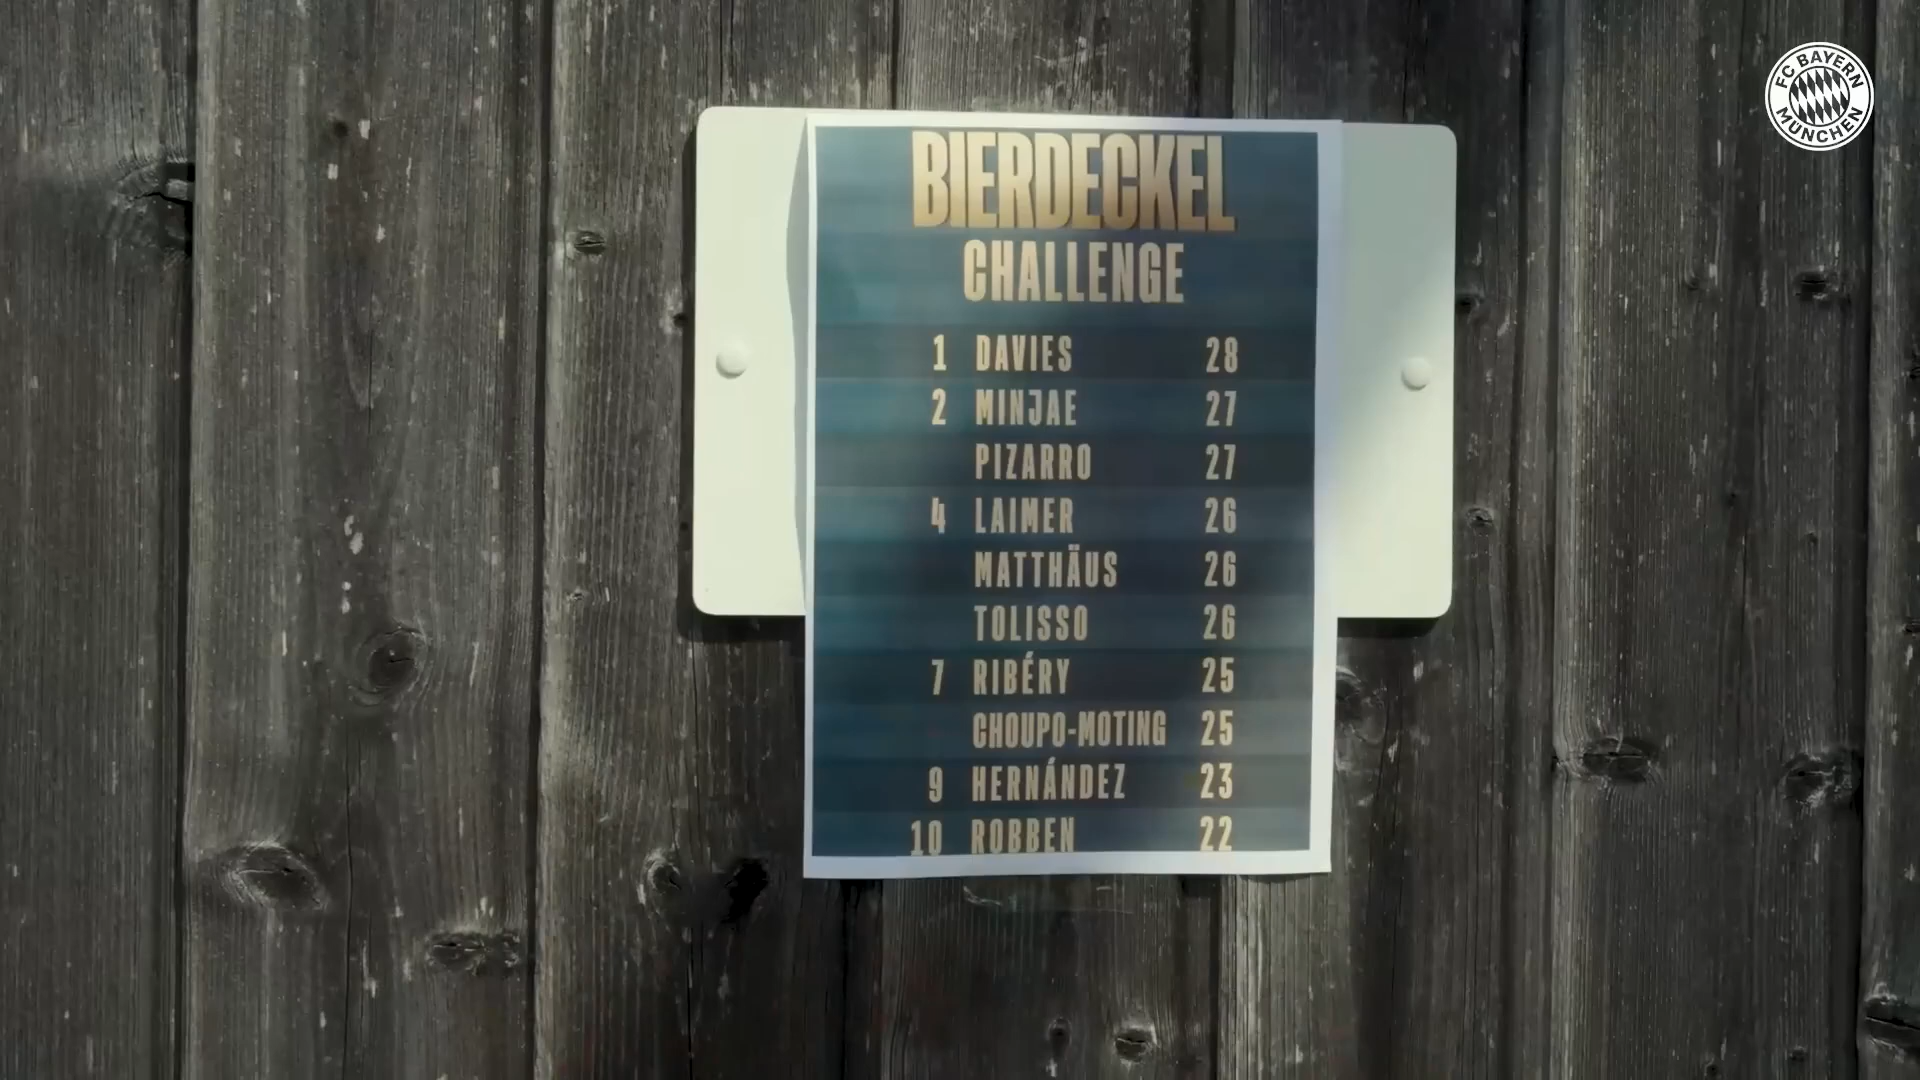 FC BAYERN
MÜNCHEN
BIERDECKEL
CHALLENGE
1 DAVIES 28
2 MINJAE 27
PIZARRO 27
4 LAIMER 26
MATTHÄUS 26
TOLISSO 26
7 RIBÉRY 25
CHOUPO-MOTING 25
9 HERNÁNDEZ 23
10 ROBBEN 22